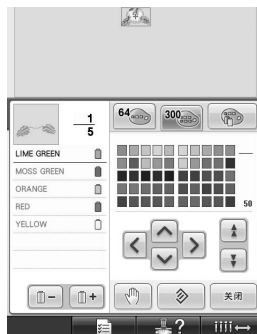 1
5
64
300
LIME GREEN
MOSS GREEN
ORANGE
RED
YELLOW
50
- +
关闭
?